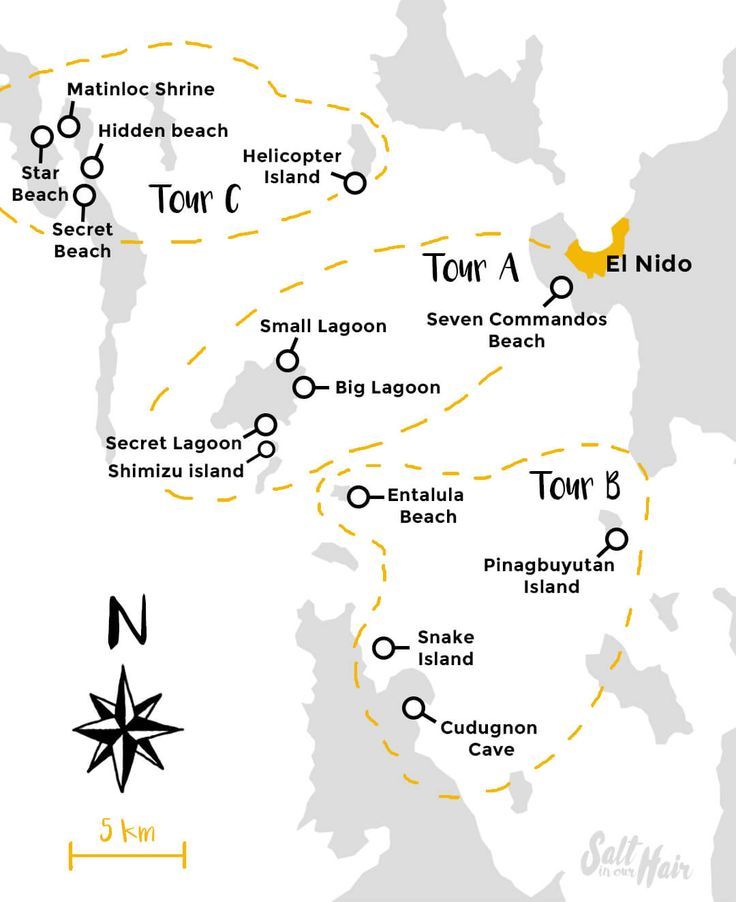 Matinloc Shrine
Hidden beach
Helicopter
Island
Star
Beach
Tour C
Secret
Beach
Tour A
El Nido
Small Lagoon
Seven Commandos
Beach
Big Lagoon
Secret Lagoon
Shimizu island
Tour B
Entalula
Beach
Pinagbuyutan
Island
N
Snake
Island
Cudugnon
Cave
5 km
Salt
in our
Hair